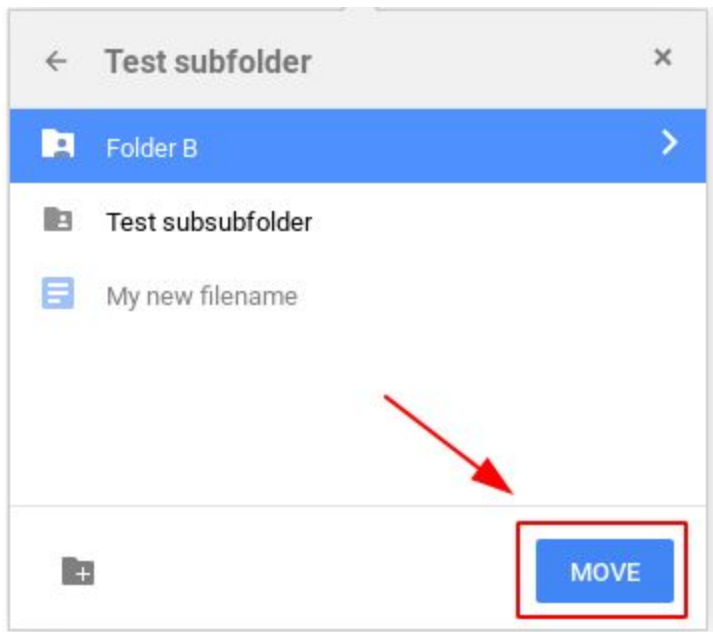 Test subfolder
Folder B
Test subsubfolder
My new filename
MOVE